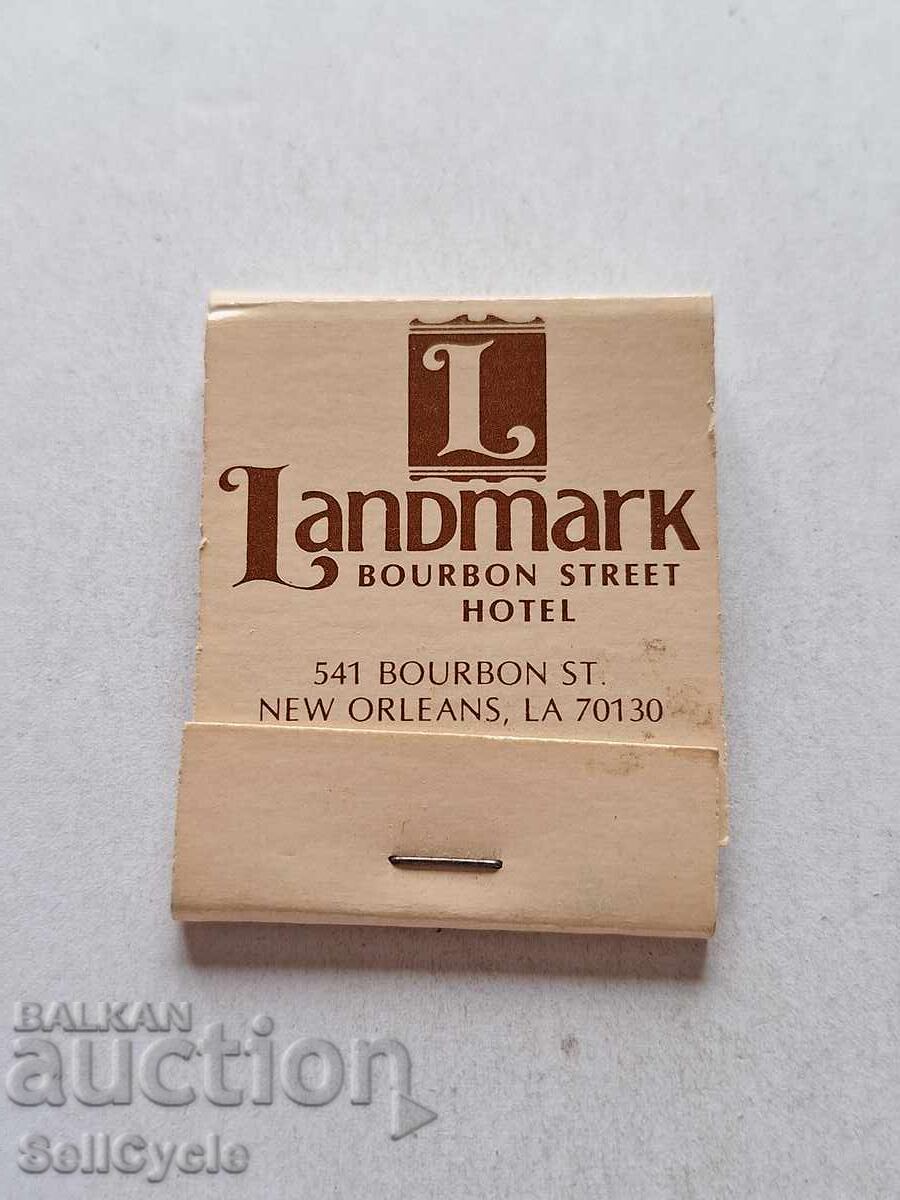 L
Landmark
BOURBON STREET
HOTEL
541 BOURBON ST.
NEW ORLEANS, LA 70130
BALKAN
auction
SellCycle